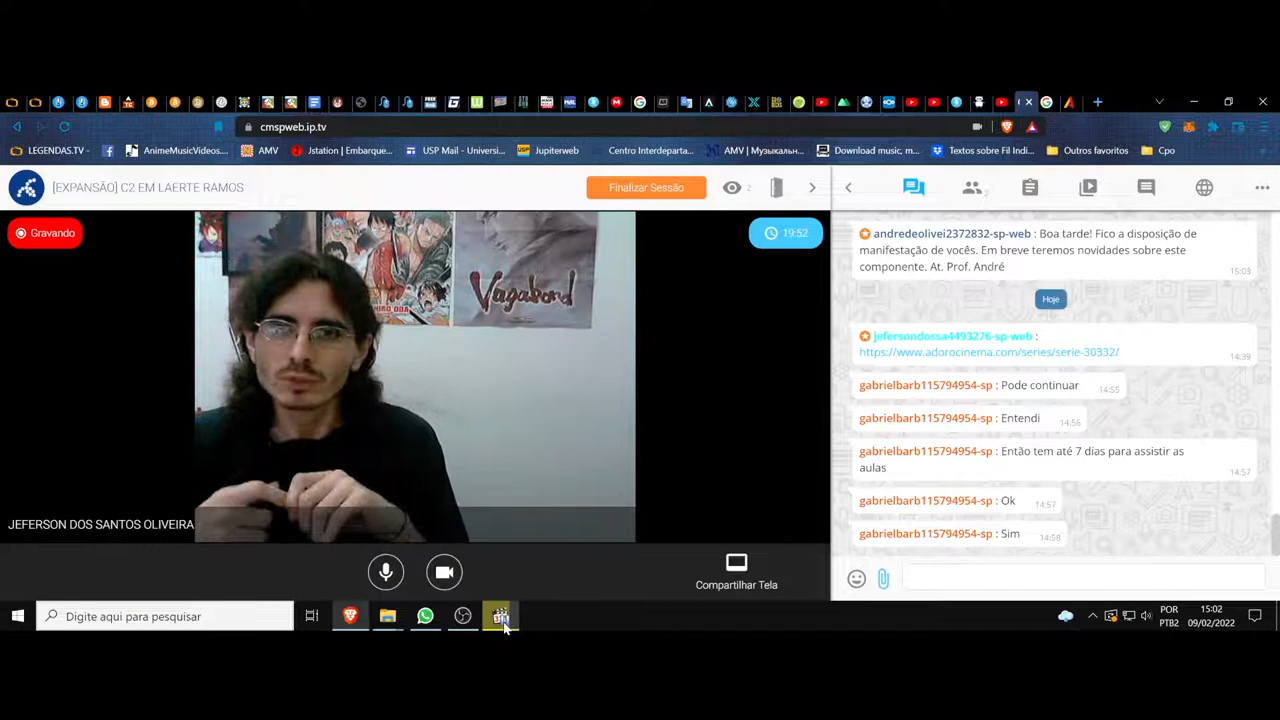 cmspweb.ip.tv
LEGENDAS.TV -
AnimeMusicVideos...
AMV
Jstation | Embarque...
USP Mail - Universi...
Jupiterweb
Centro Interdeparta...
AMV | Музыкальн...
Download music, m...
Textos sobre Fil Indi...
Outros favoritos
Cpo
[EXPANSÃO] C2 EM LAERTE RAMOS
Finalizar Sessão
2
Gravando
19:52
Vagabond
JEFERSON DOS SANTOS OLIVEIRA
Compartilhar Tela
andredeolivei2372832-sp-web : Boa tarde! Fico a disposição de
manifestação de vocês. Em breve teremos novidades sobre este
componente. At. Prof. André
15:03
Hoje
jefersondossa4493276-sp-web :
https://www.adorocinema.com/series/serie-30332/
14:39
gabrielbarb115794954-sp : Pode continuar
14:55
gabrielbarb115794954-sp : Entendi
14:56
gabrielbarb115794954-sp : Então tem até 7 dias para assistir as
aulas
14:57
gabrielbarb115794954-sp : Ok
14:57
gabrielbarb115794954-sp : Sim
14:58
Digite aqui para pesquisar
POR
PTB2
15:02
09/02/2022